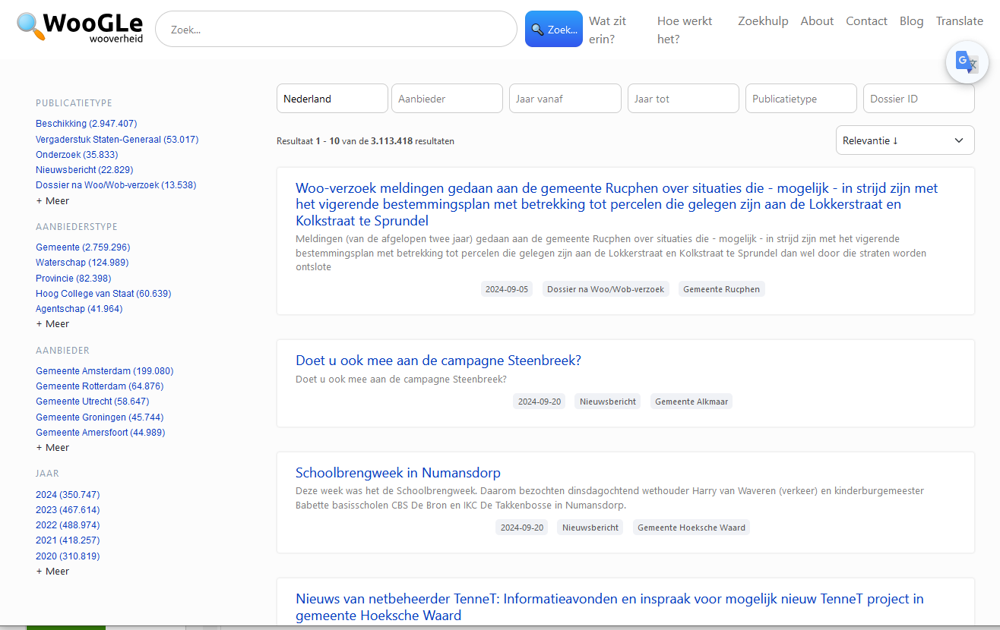 WooGLe
wooverheid
Zoek...
🔍 Zoek...
Wat zit erin?
Hoe werkt het?
Zoekhulp
About
Contact
Blog
Translate
G 文
PUBLICATIETYPE
Beschikking (2.947.407)
Vergaderstuk Staten-Generaal (53.017)
Onderzoek (35.833)
Nieuwsbericht (22.829)
Dossier na Woo/Wob-verzoek (13.538)
+ Meer
AANBIEDERSTYPE
Gemeente (2.759.296)
Waterschap (124.989)
Provincie (82.398)
Hoog College van Staat (60.639)
Agentschap (41.964)
+ Meer
AANBIEDER
Gemeente Amsterdam (199.080)
Gemeente Rotterdam (64.876)
Gemeente Utrecht (58.647)
Gemeente Groningen (45.744)
Gemeente Amersfoort (44.989)
+ Meer
JAAR
2024 (350.747)
2023 (467.614)
2022 (488.974)
2021 (418.257)
2020 (310.819)
+ Meer
Nederland
Aanbieder
Jaar vanaf
Jaar tot
Publicatietype
Dossier ID
Resultaat 1 - 10 van de 3.113.418 resultaten
Relevantie ↓
Woo-verzoek meldingen gedaan aan de gemeente Rucphen over situaties die - mogelijk - in strijd zijn met
het vigerende bestemmingsplan met betrekking tot percelen die gelegen zijn aan de Lokkerstraat en
Kolkstraat te Sprundel
Meldingen (van de afgelopen twee jaar) gedaan aan de gemeente Rucphen over situaties die - mogelijk - in strijd zijn met het vigerende
bestemmingsplan met betrekking tot percelen die gelegen zijn aan de Lokkerstraat en Kolkstraat te Sprundel dan wel door die straten worden
ontslote
2024-09-05 Dossier na Woo/Wob-verzoek Gemeente Rucphen
Doet u ook mee aan de campagne Steenbreek?
Doet u ook mee aan de campagne Steenbreek?
2024-09-20 Nieuwsbericht Gemeente Alkmaar
Schoolbrengweek in Numansdorp
Deze week was het de Schoolbrengweek. Daarom bezochten dinsdagochtend wethouder Harry van Waveren (verkeer) en kinderburgemeester
Babette basisscholen CBS De Bron en IKC De Takkenbosse in Numansdorp.
2024-09-20 Nieuwsbericht Gemeente Hoeksche Waard
Nieuws van netbeheerder TenneT: Informatieavonden en inspraak voor mogelijk nieuw TenneT project in
gemeente Hoeksche Waard